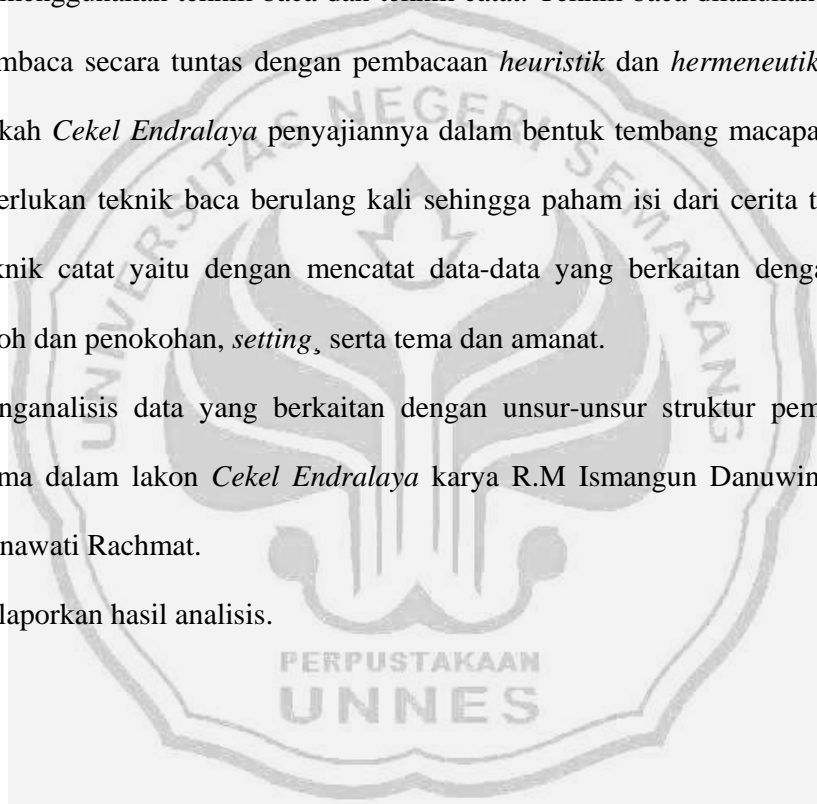 menggunakan teknik baca dan teknik catat. Teknik baca dilakukan
mbaca secara tuntas dengan pembacaan heuristik dan hermeneutik
kah Cekel Endralaya penyajiannya dalam bentuk tembang macapa
erlukan teknik baca berulang kali sehingga paham isi dari cerita t
knik catat yaitu dengan mencatat data-data yang berkaitan denga
oh dan penokohan, setting¸ serta tema dan amanat.
nganalisis data yang berkaitan dengan unsur-unsur struktur pem
ma dalam lakon Cekel Endralaya karya R.M Ismangun Danuwin
nawati Rachmat.
laporkan hasil analisis.
UNIVERSITAS NEGERI SEMARANG
PERPUSTAKAAN
UNNES